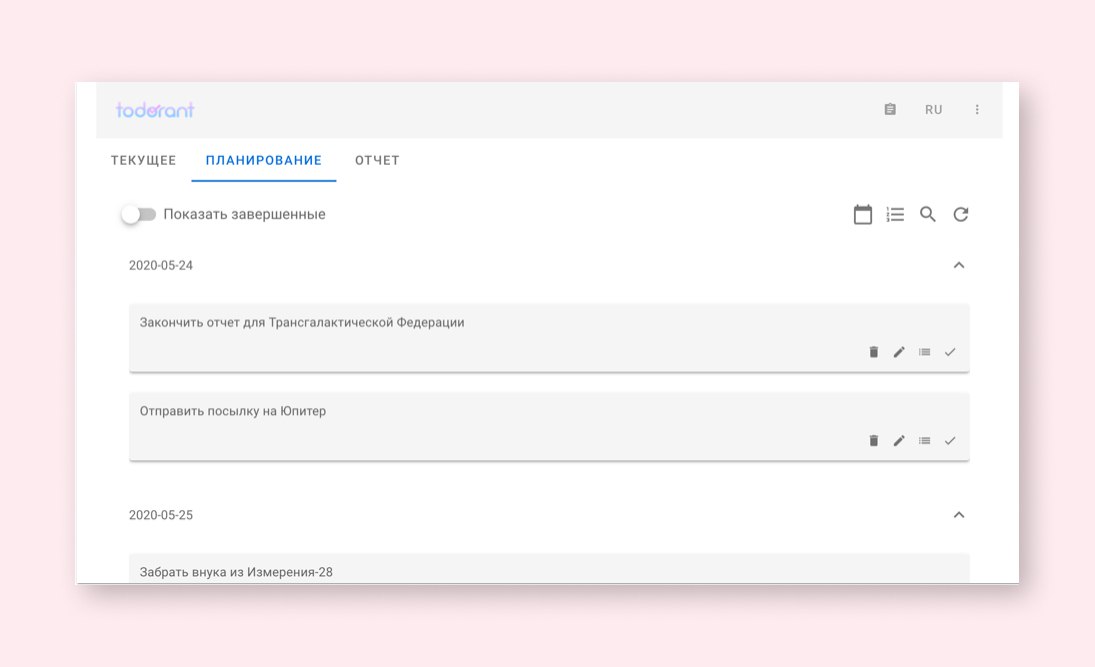 todorant
RU
ТЕКУЩЕЕ
ПЛАНИРОВАНИЕ
ОТЧЕТ
Показать завершенные
2020-05-24
Закончить отчет для Трансгалактической Федерации
Отправить посылку на Юпитер
2020-05-25
Забрать внука из Измерения-28